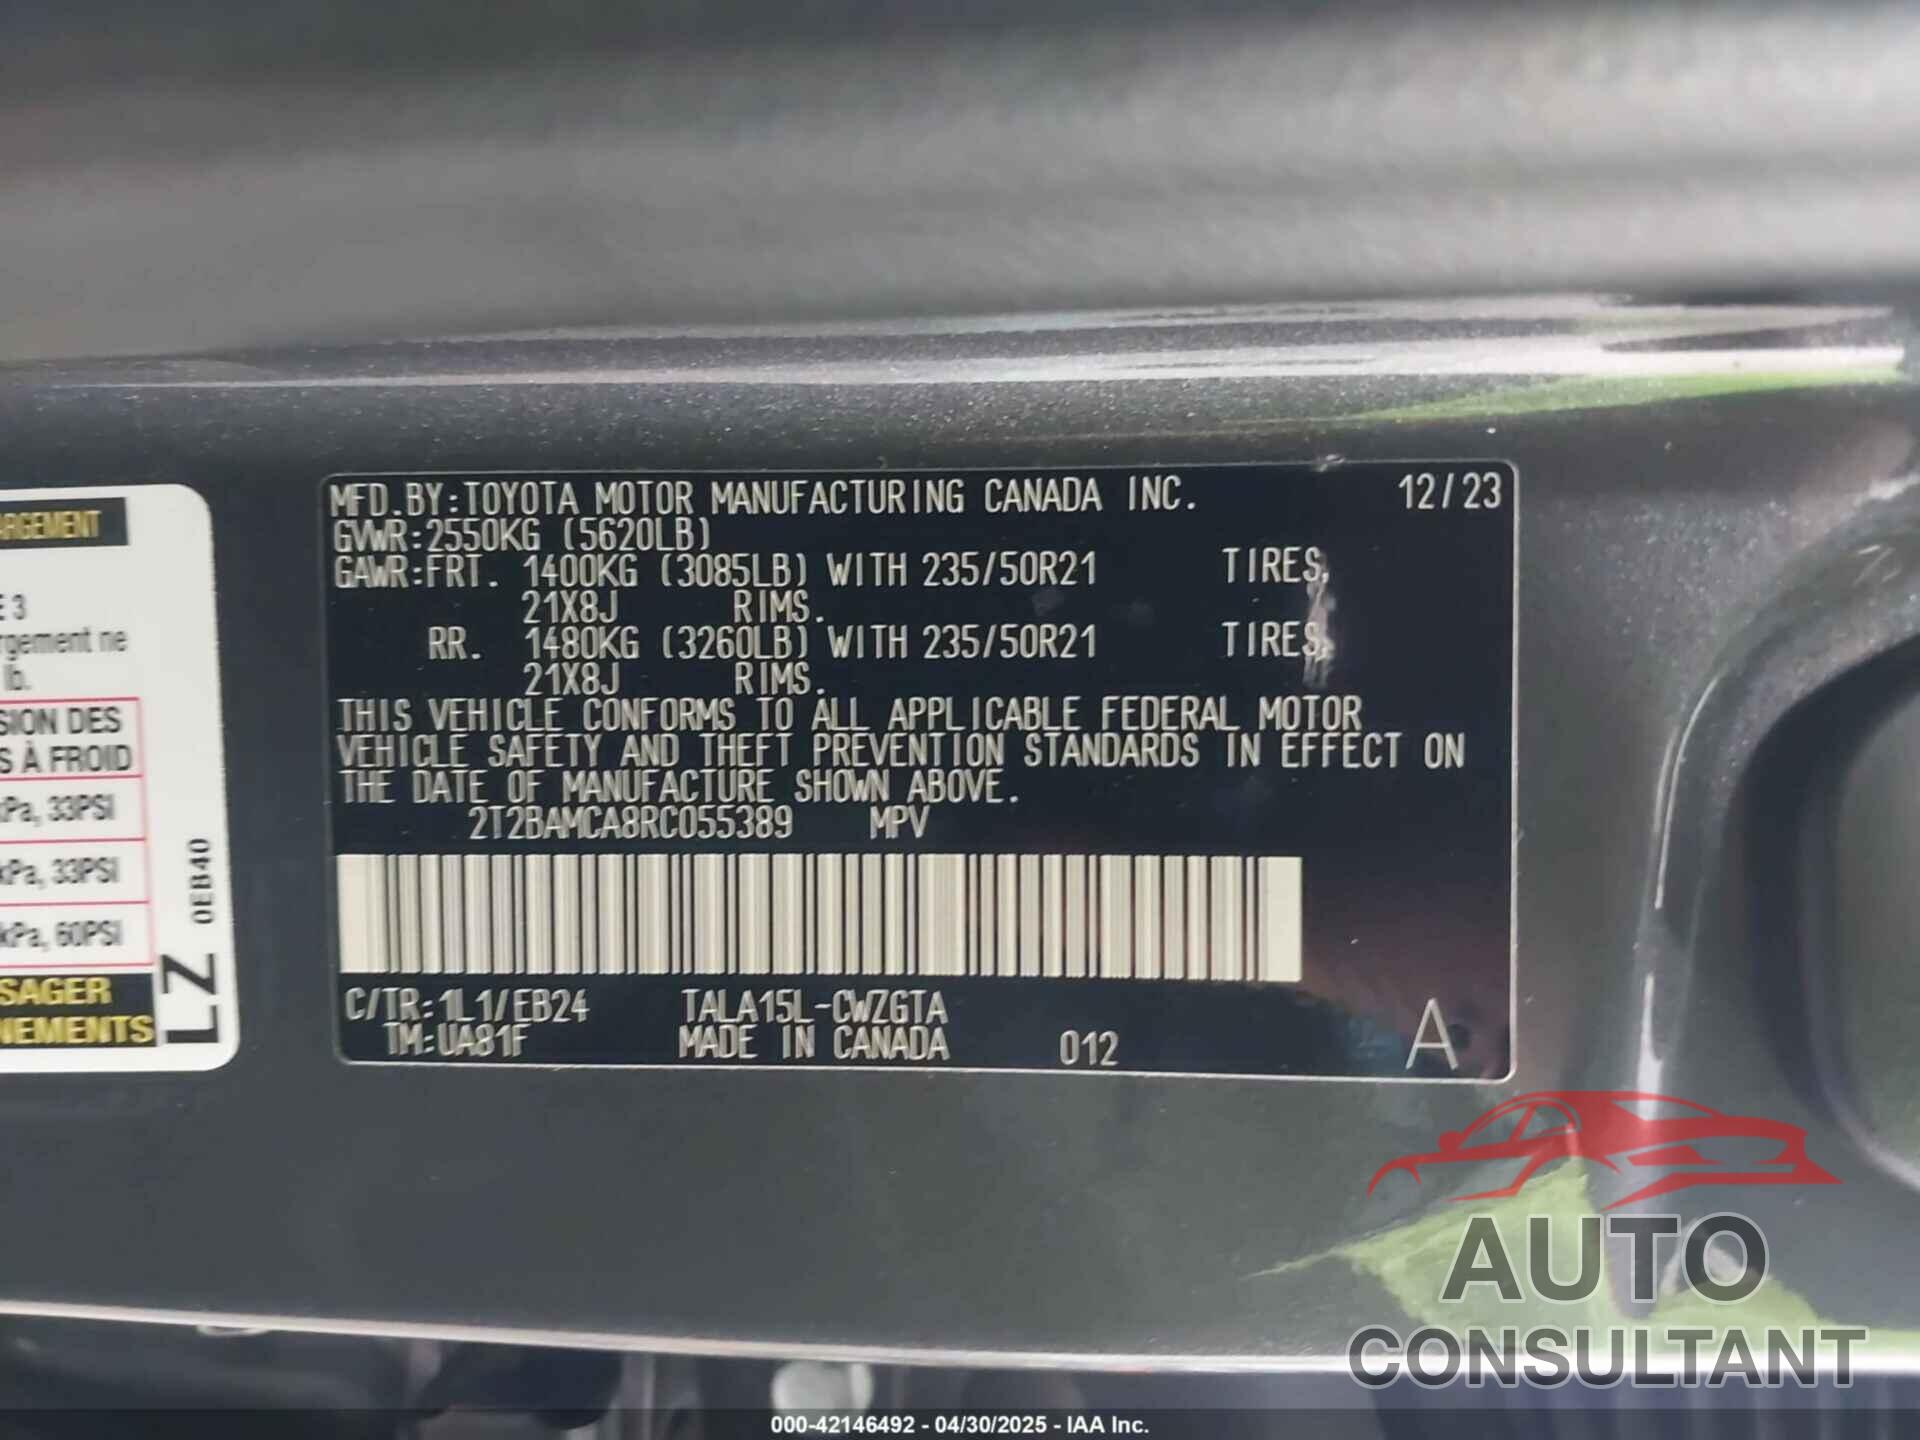 ARGEMENT
E 3
rgement ne
lb.
SION DES
S À FROID
kPa, 33PSI
kPa, 33PSI
kPa, 60PSI
SAGER
NEMENTS
LZ 0EB40
MFD.BY:TOYOTA MOTOR MANUFACTURING CANADA INC. 12/23
GVWR:2550KG (5620LB)
GAWR:FRT. 1400KG (3085LB) WITH 235/50R21 TIRES,
21X8J RIMS.
RR. 1480KG (3260LB) WITH 235/50R21 TIRES,
21X8J RIMS.
THIS VEHICLE CONFORMS TO ALL APPLICABLE FEDERAL MOTOR
VEHICLE SAFETY AND THEFT PREVENTION STANDARDS IN EFFECT ON
THE DATE OF MANUFACTURE SHOWN ABOVE.
2T2BAMCA8RC055389 MPV
C/TR:1L1/EB24 TALA15L-CWZGTA
TM:UA81F MADE IN CANADA 012 A
AUTO
CONSULTANT
000-42146492 - 04/30/2025 - IAA Inc.